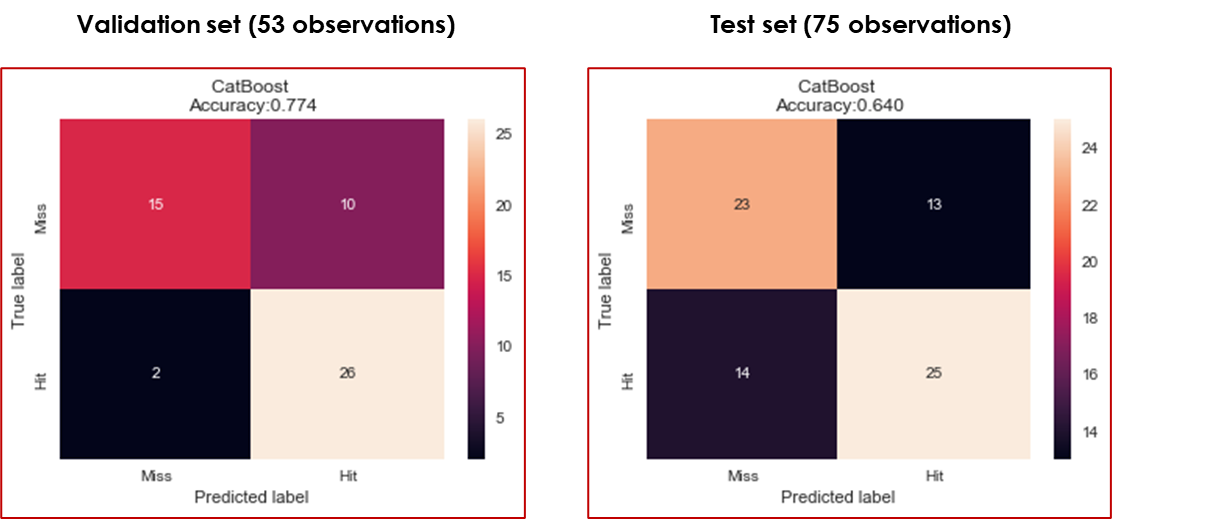 Validation set (53 observations)
CatBoost
Accuracy:0.774
Miss
Hit
True label
15
10
2
26
Miss
Hit
Predicted label
25
20
15
10
5
Test set (75 observations)
CatBoost
Accuracy:0.640
Miss
Hit
True label
23
13
14
25
Miss
Hit
Predicted label
24
22
20
18
16
14